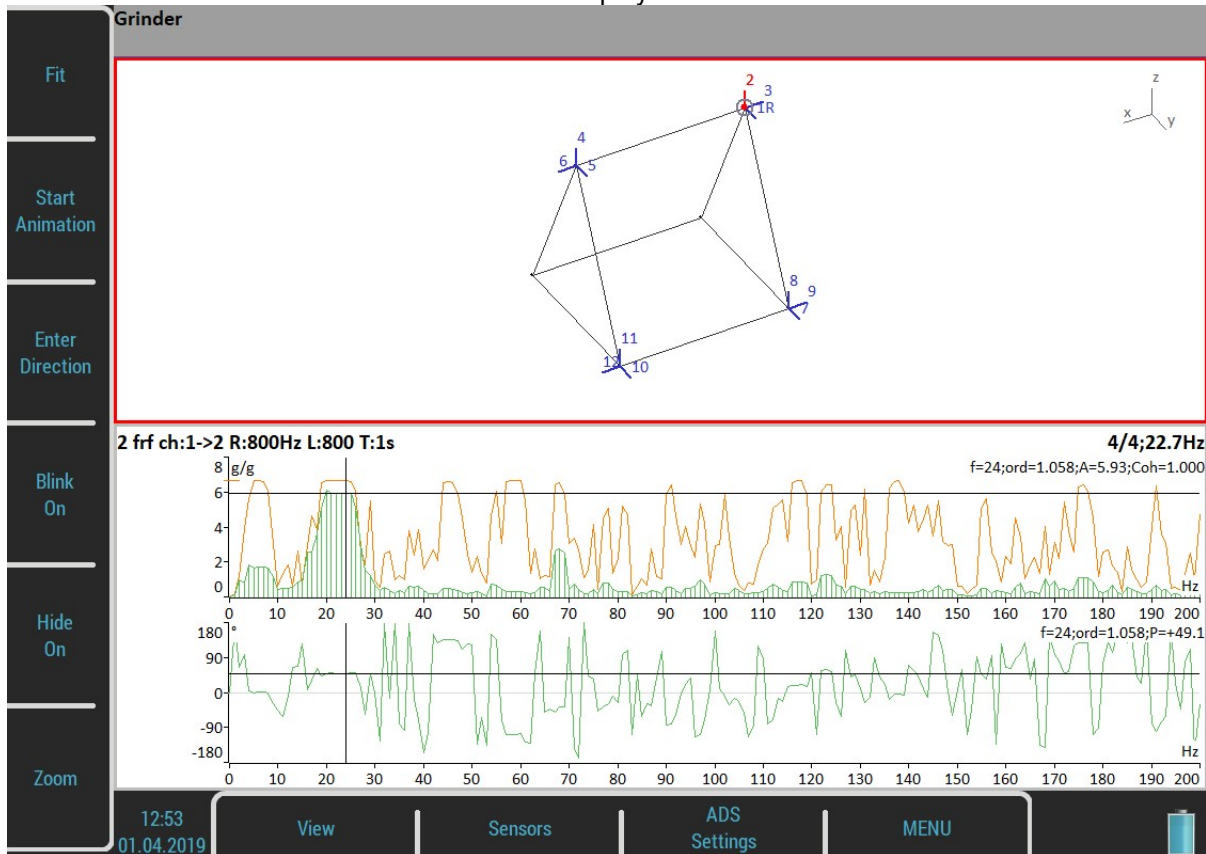 Grinder
Fit
Start
Animation
Enter
Direction
Blink
On
Hide
On
Zoom
2
3
1R
4
6
5
8
9
7
11
12
10
z
x
y
2 frf ch:1->2 R:800Hz L:800 T:1s
4/4;22.7Hz
8
g/g
f=24;ord=1.058;A=5.93;Coh=1.000
6
4
2
0
Hz
0 10 20 30 40 50 60 70 80 90 100 110 120 130 140 150 160 170 180 190 200
180
°
f=24;ord=1.058;P=+49.1
90
0
-90
-180
Hz
0 10 20 30 40 50 60 70 80 90 100 110 120 130 140 150 160 170 180 190 200
12:53
01.04.2019
View
Sensors
ADS
Settings
MENU